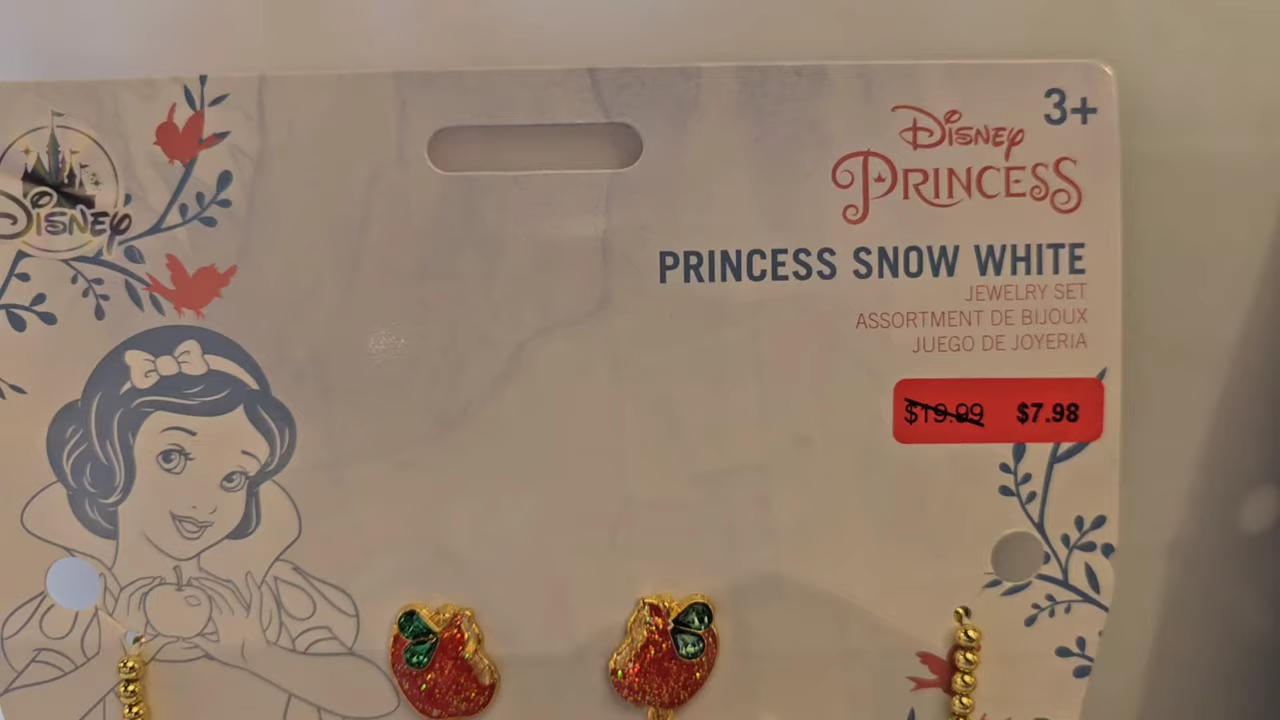 3+
Disney
PRINCESS
Disney
PRINCESS SNOW WHITE
JEWELRY SET
ASSORTMENT DE BIJOUX
JUEGO DE JOYERIA
$19.99 $7.98